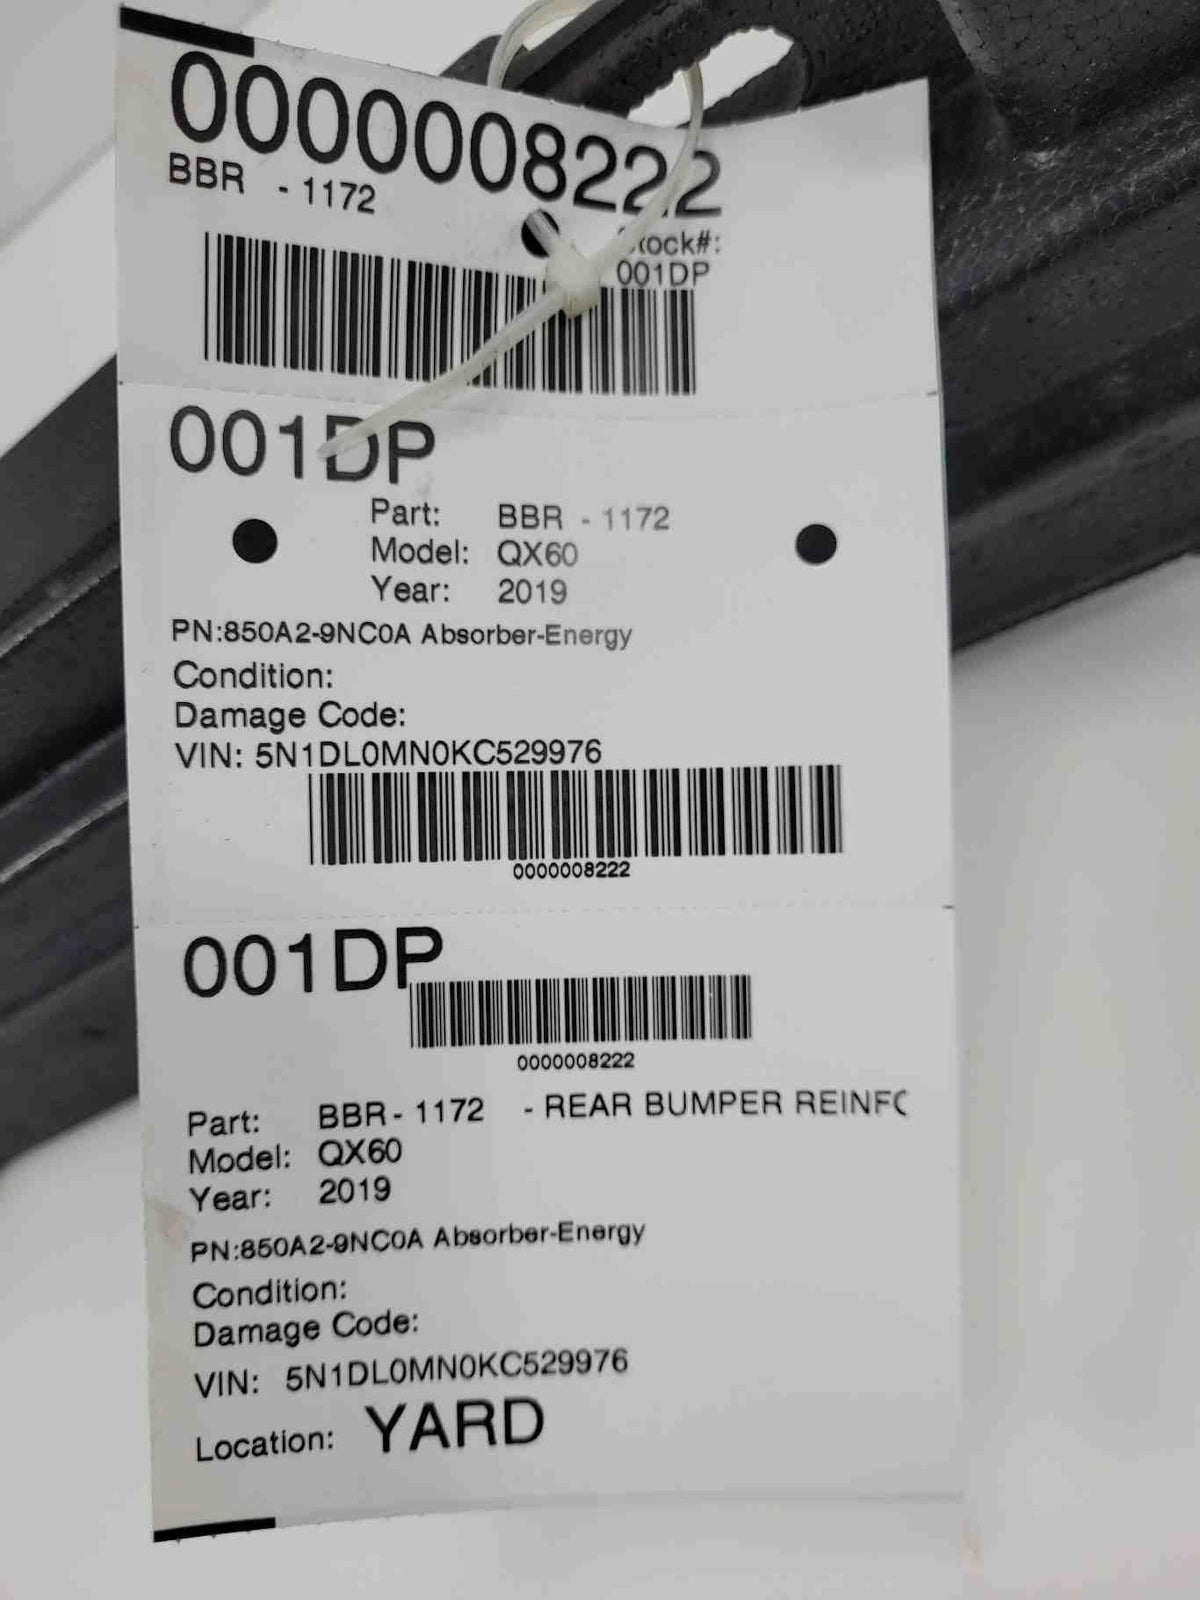 0000008222
BBR - 1172
Stock#:
001DP
001DP
Part: BBR - 1172
Model: QX60
Year: 2019
PN:850A2-9NC0A Absorber-Energy
Condition:
Damage Code:
VIN: 5N1DL0MN0KC529976
0000008222
001DP
0000008222
Part: BBR - 1172 - REAR BUMPER REINFC
Model: QX60
Year: 2019
PN:850A2-9NC0A Absorber-Energy
Condition:
Damage Code:
VIN: 5N1DL0MN0KC529976
Location: YARD